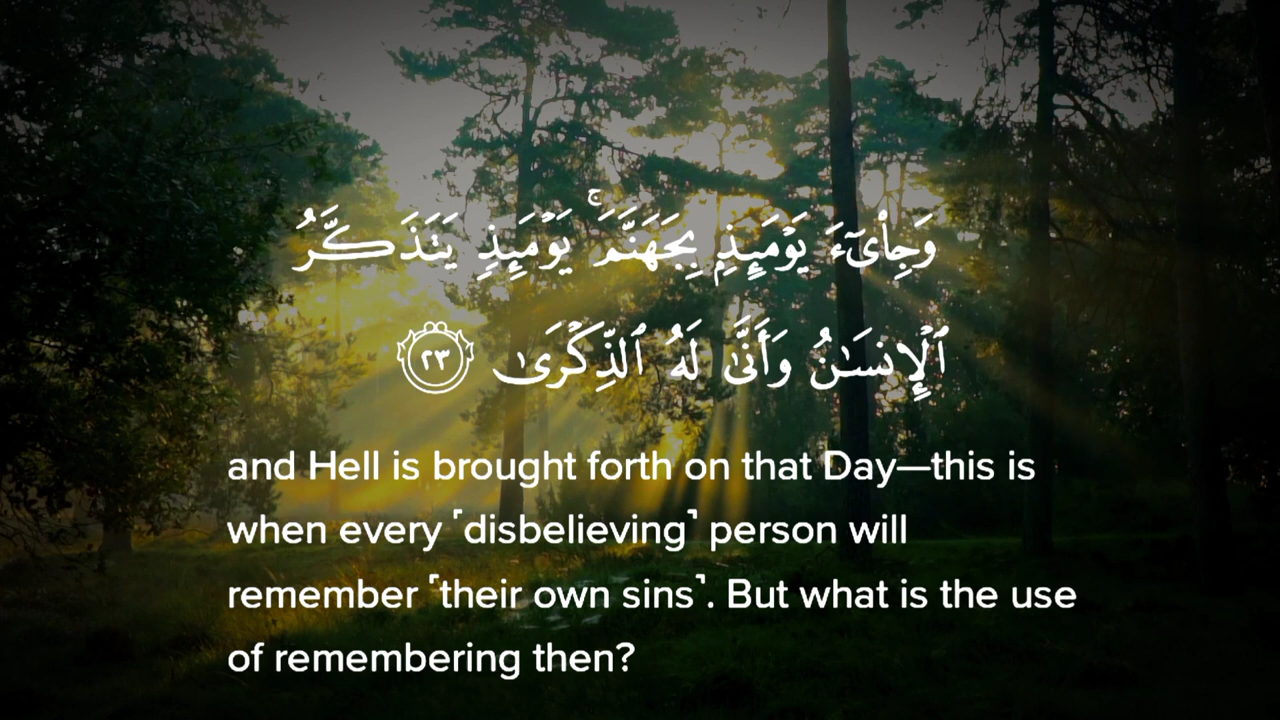 وَجِا۟ىٓءَ يَوْمَئِذٍۭ بِجَهَنَّمَ ۚ يَوْمَئِذٍ يَتَذَكَّرُ
ٱلْإِنسَـٰنُ وَأَنَّىٰ لَهُ ٱلذِّكْرَىٰ ٢٣
and Hell is brought forth on that Day—this is
when every ˹disbelieving˺ person will
remember ˹their own sins˺. But what is the use
of remembering then?